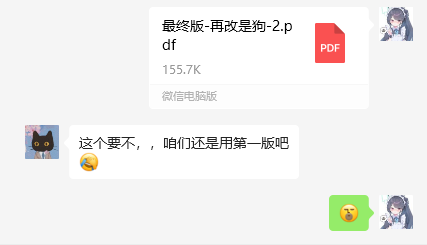 最终版-再改是狗-2.p
df
PDF
155.7K
微信电脑版
这个要不，，咱们还是用第一版吧